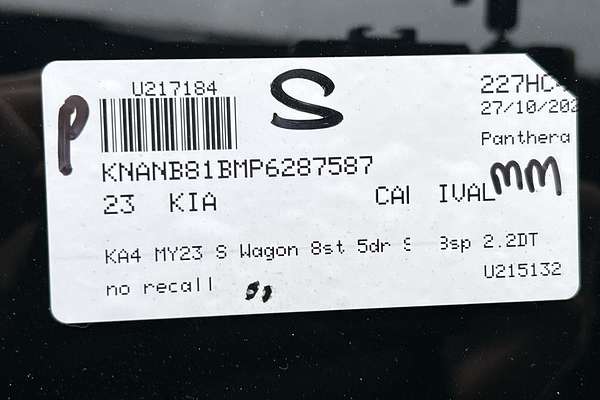 U217184
S
227HC
27/10/202
P
Panthera
KNANB81BMP6287587
MM
23 KIA CA IVAL
KA4 MY23 S Wagon 8st 5dr S 8sp 2.2DT
U215132
no recall